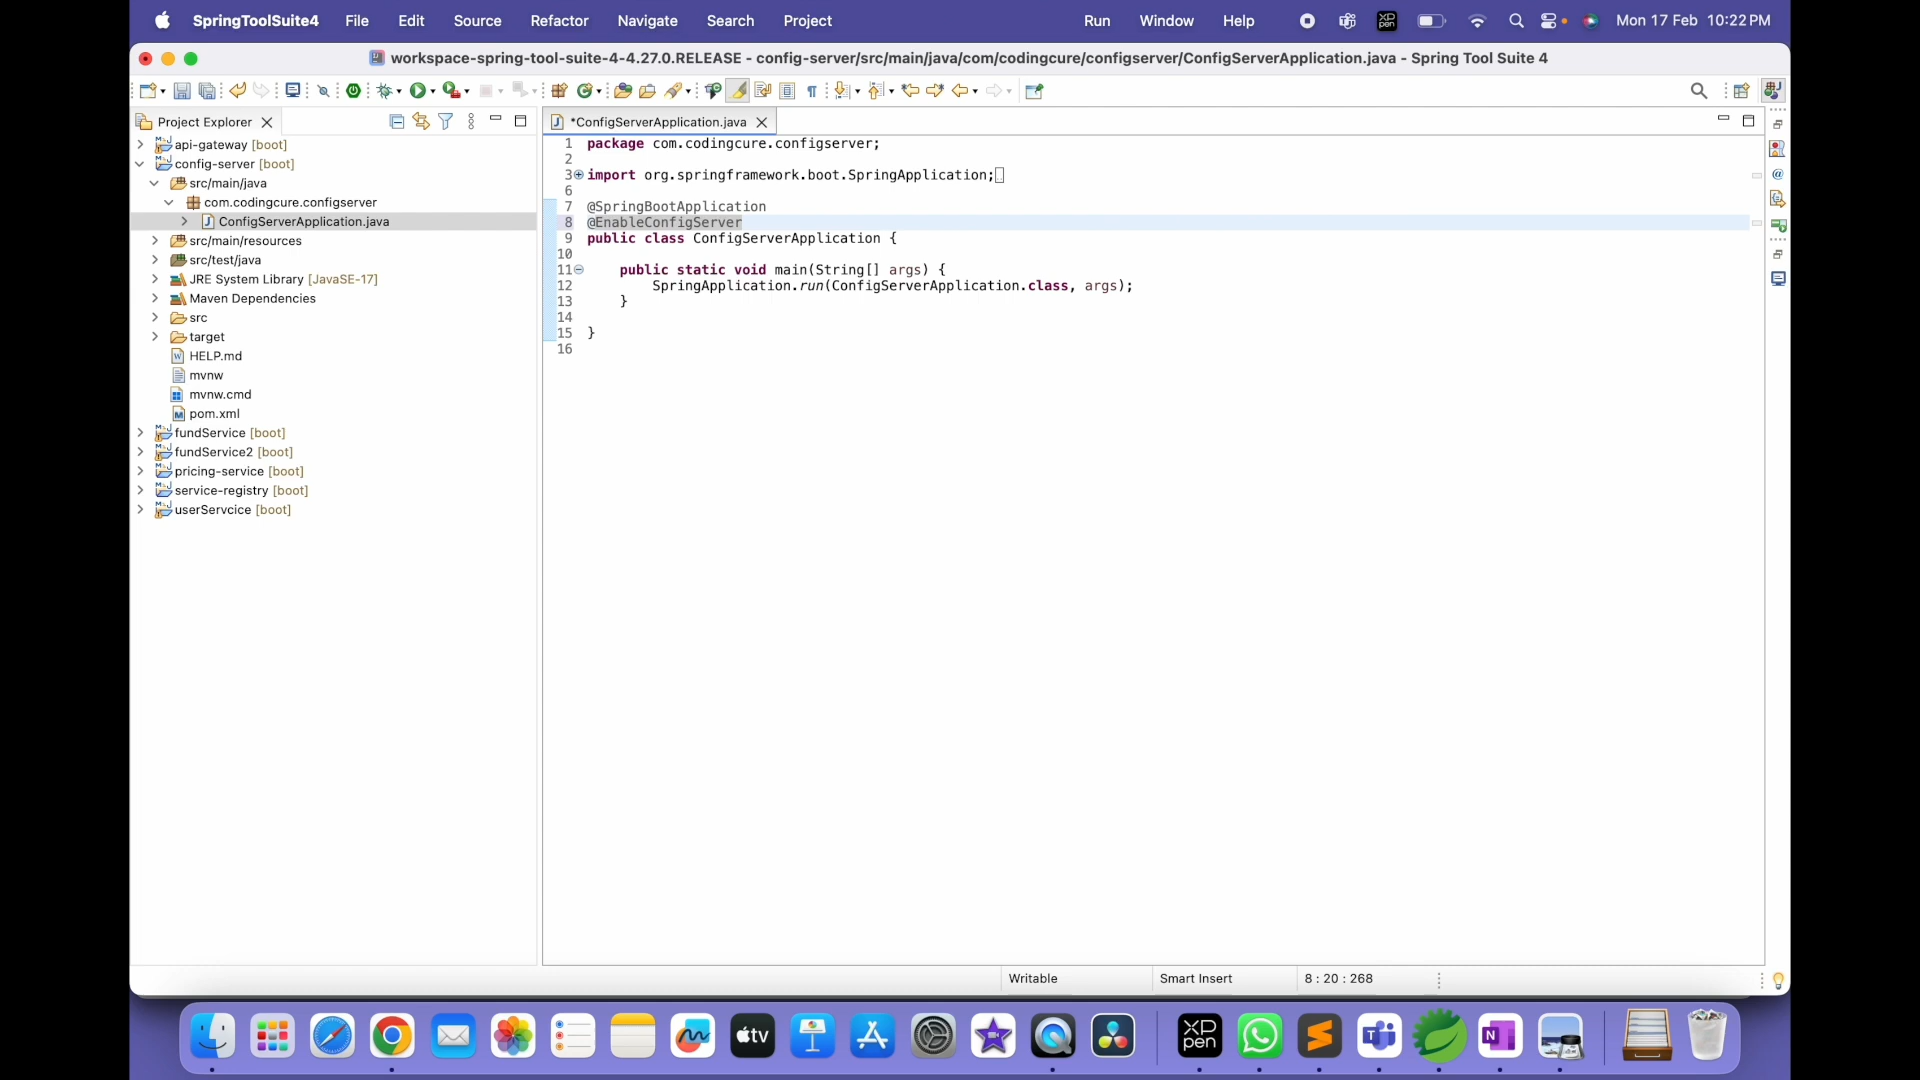 SpringToolSuite4 File Edit Source Refactor Navigate Search Project Run Window Help XP pen Mon 17 Feb 10:22 PM
workspace-spring-tool-suite-4-4.27.0.RELEASE - config-server/src/main/java/com/codingcure/configserver/ConfigServerApplication.java - Spring Tool Suite 4
Project Explorer
api-gateway [boot]
config-server [boot]
src/main/java
com.codingcure.configserver
ConfigServerApplication.java
src/main/resources
src/test/java
JRE System Library [JavaSE-17]
Maven Dependencies
src
target
HELP.md
mvnw
mvnw.cmd
pom.xml
fundService [boot]
fundService2 [boot]
pricing-service [boot]
service-registry [boot]
userServcice [boot]
*ConfigServerApplication.java
1 package com.codingcure.configserver;
2
3 import org.springframework.boot.SpringApplication;
6
7 @SpringBootApplication
8 @EnableConfigServer
9 public class ConfigServerApplication {
10
11 public static void main(String[] args) {
12 SpringApplication.run(ConfigServerApplication.class, args);
13 }
14
15 }
16
Writable Smart Insert 8 : 20 : 268
tv XP pen